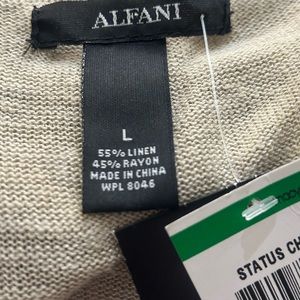 ALFANI
L
55% LINEN
45% RAYON
MADE IN CHINA
WPL 8046
STATUS CH